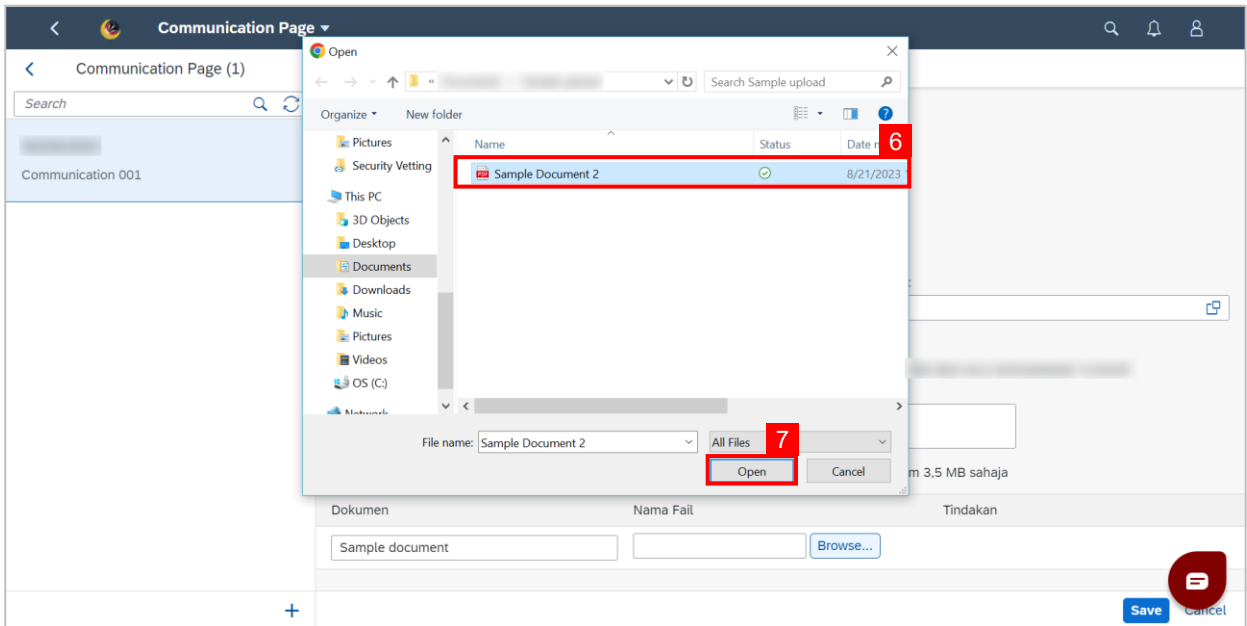 Communication Page
Communication Page (1)
Search
Communication 001
Open
«
Search Sample upload
Organize
New folder
Pictures
Security Vetting
This PC
3D Objects
Desktop
Documents
Downloads
Music
Pictures
Videos
OS (C:)
Network
Name
Status
Date
6
PDF
Sample Document 2
8/21/2023
File name:
Sample Document 2
All Files
7
Open
Cancel
m 3,5 MB sahaja
Dokumen
Nama Fail
Tindakan
Sample document
Browse...
Save
Cancel